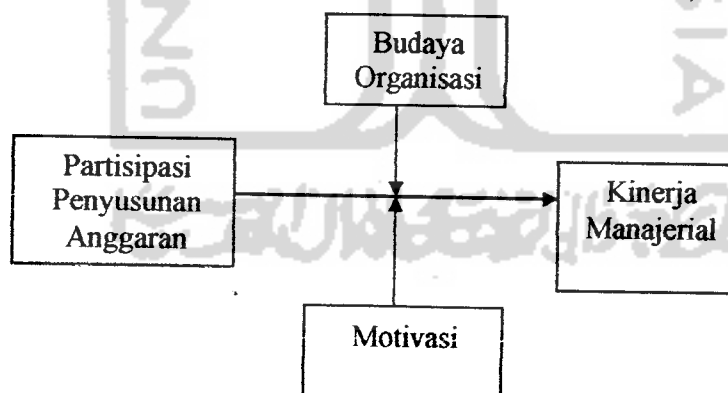 Budaya
Organisasi
Partisipasi
Penyusunan
Anggaran
Kinerja
Manajerial
Motivasi